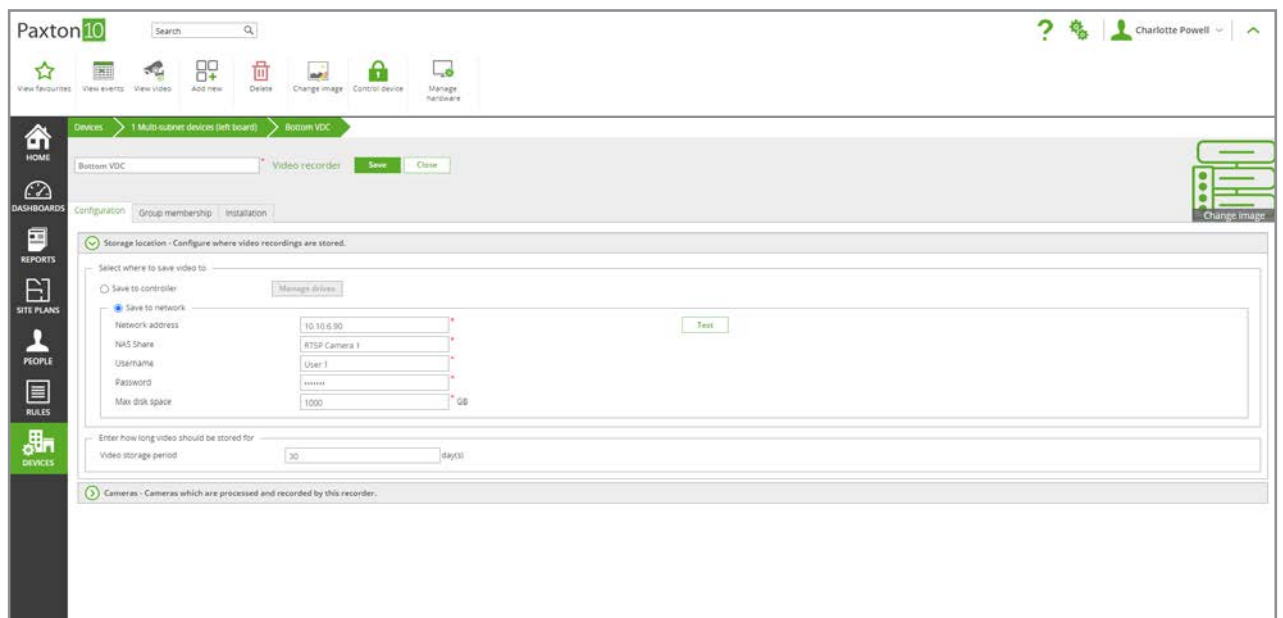 Paxton10
Search
?
Charlotte Powell
View favourites
View events
View video
Add new
Delete
Change image
Control device
Manage
hardware
HOME
DASHBOARDS
REPORTS
SITE PLANS
PEOPLE
RULES
DEVICES
Devices
1 Multi-subnet devices (left board)
Bottom VDC
Bottom VDC * Video recorder
Save
Close
Change image
Configuration
Group membership
Installation
Storage location - Configure where video recordings are stored.
Select where to save video to
Save to controller
Manage drives
Save to network
Network address 10.10.6.90 *
Test
NAS Share RTSP Camera 1 *
Username User 1 *
Password ••••••• *
Max disk space 1000 * GB
Enter how long video should be stored for
Video storage period 30 day(s)
Cameras - Cameras which are processed and recorded by this recorder.